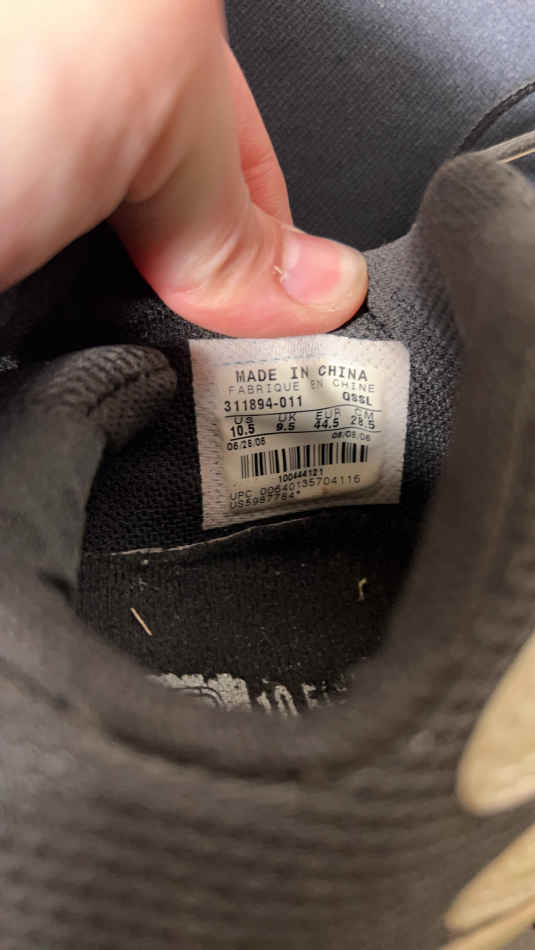 MADE IN CHINA
FABRIQUE EN CHINE
311894-011 QSSL
US UK EUR CM
10.5 9.5 44.5 28.5
06/28/06 08/08/06
100444121
UPC 00640135704116
US5987784*